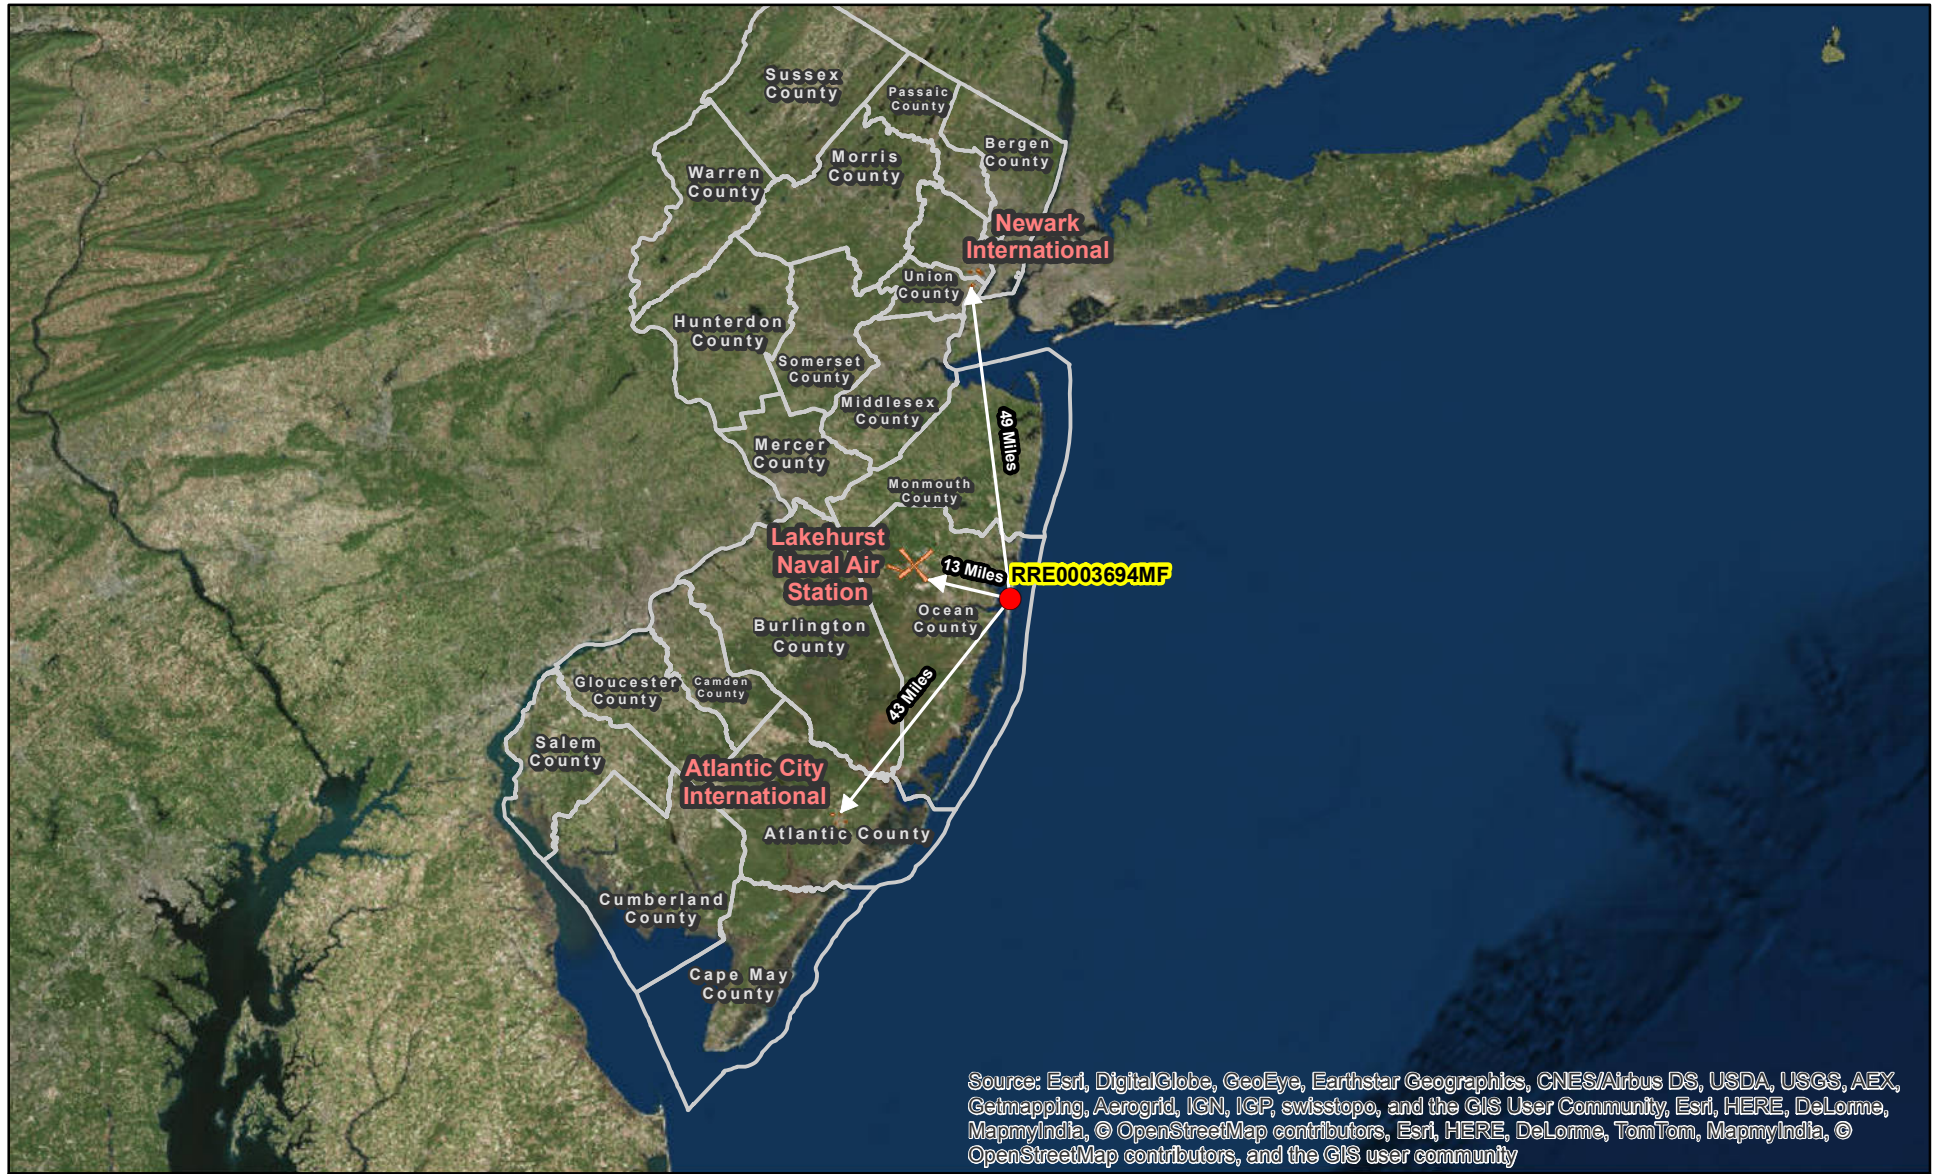 Sussex
County
Passaic
County
Bergen
County
Morris
County
Warren
County
Newark
International
Union
County
Hunterdon
County
Somerset
County
Middlesex
County
49 Miles
Mercer
County
Monmouth
County
Lakehurst
Naval Air
Station
13 Miles
RRE0003694MF
Ocean
County
Burlington
County
43 Miles
Gloucester
County
Camden
County
Salem
County
Atlantic City
International
Atlantic County
Cumberland
County
Cape May
County
Source: Esri, DigitalGlobe, GeoEye, Earthstar Geographics, CNES/Airbus DS, USDA, USGS, AEX,
Getmapping, Aerogrid, IGN, IGP, swisstopo, and the GIS User Community, Esri, HERE, DeLorme,
MapmyIndia, © OpenStreetMap contributors, Esri, HERE, DeLorme, TomTom, MapmyIndia, ©
OpenStreetMap contributors, and the GIS user community